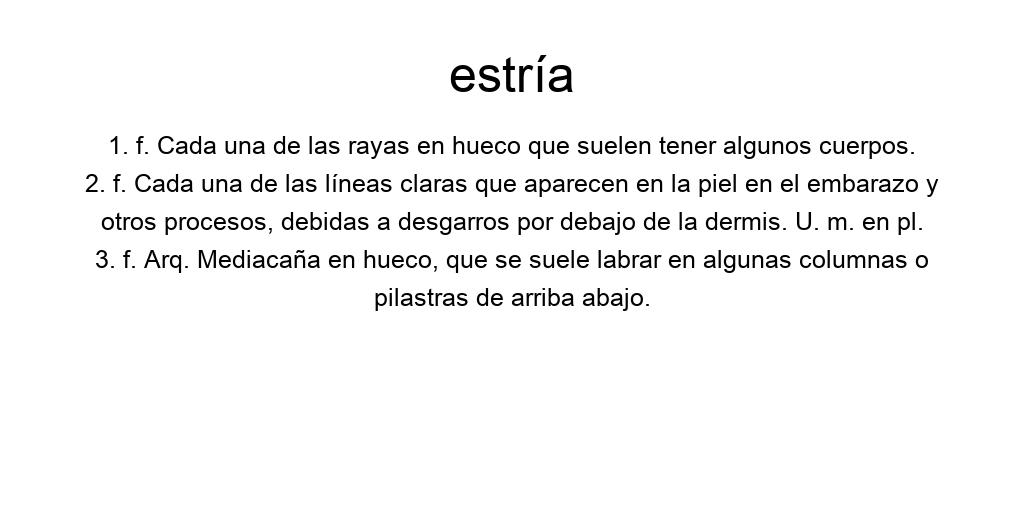 estría
1. f. Cada una de las rayas en hueco que suelen tener algunos cuerpos.
2. f. Cada una de las líneas claras que aparecen en la piel en el embarazo y
otros procesos, debidas a desgarros por debajo de la dermis. U. m. en pl.
3. f. Arq. Mediacaña en hueco, que se suele labrar en algunas columnas o
pilastras de arriba abajo.